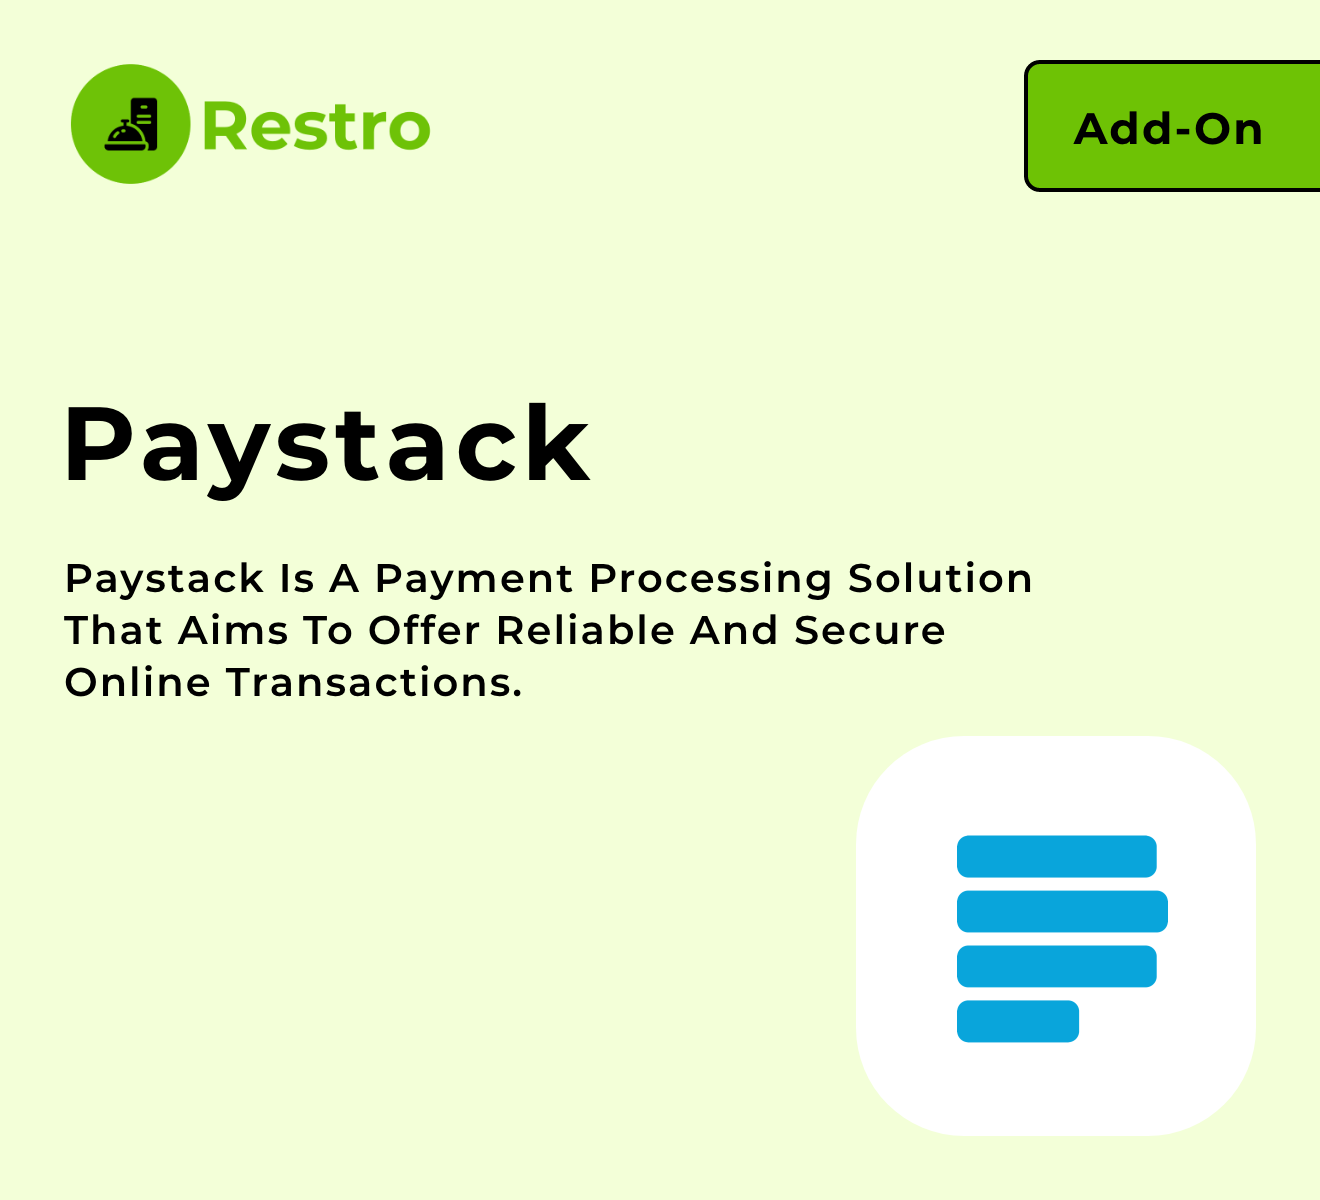 Restro
Add-On
Paystack
Paystack Is A Payment Processing Solution
That Aims To Offer Reliable And Secure
Online Transactions.